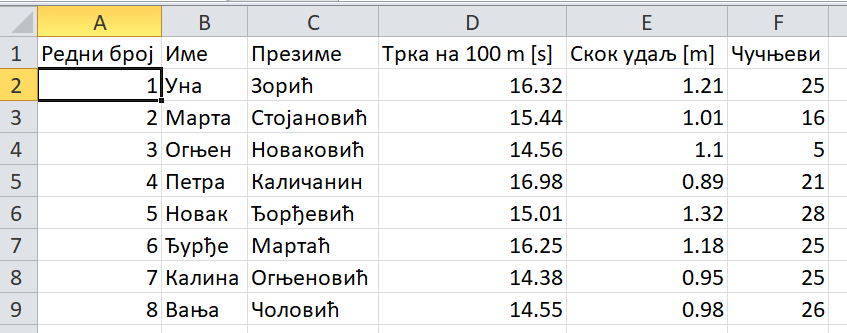 A B C D E F
1 Редни број Име Презиме Трка на 100 m [s] Скок удаљ [m] Чучњеви
2 1 Уна Зорић 16.32 1.21 25
3 2 Марта Стојановић 15.44 1.01 16
4 3 Огњен Новаковић 14.56 1.1 5
5 4 Петра Каличанин 16.98 0.89 21
6 5 Новак Ђорђевић 15.01 1.32 28
7 6 Ђурђе Мартаћ 16.25 1.18 25
8 7 Калина Огњеновић 14.38 0.95 25
9 8 Вања Чоловић 14.55 0.98 26